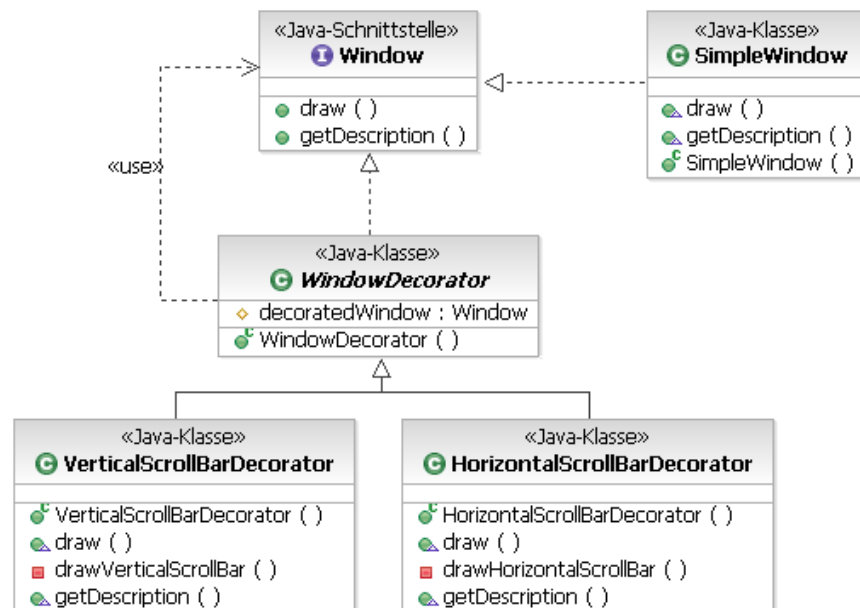 «Java-Schnittstelle»
I Window
draw ( )
getDescription ( )
«Java-Klasse»
C SimpleWindow
draw ( )
getDescription ( )
C SimpleWindow ( )
«use»
«Java-Klasse»
C WindowDecorator
decoratedWindow : Window
C WindowDecorator ( )
«Java-Klasse»
C VerticalScrollBarDecorator
C VerticalScrollBarDecorator ( )
draw ( )
drawVerticalScrollBar ( )
getDescription ( )
«Java-Klasse»
C HorizontalScrollBarDecorator
C HorizontalScrollBarDecorator ( )
draw ( )
drawHorizontalScrollBar ( )
getDescription ( )